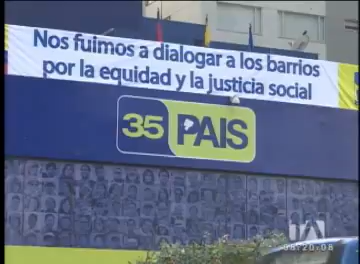 Nos fuimos a dialogar a los barrios
por la equidad y la justicia social
35 PAIS